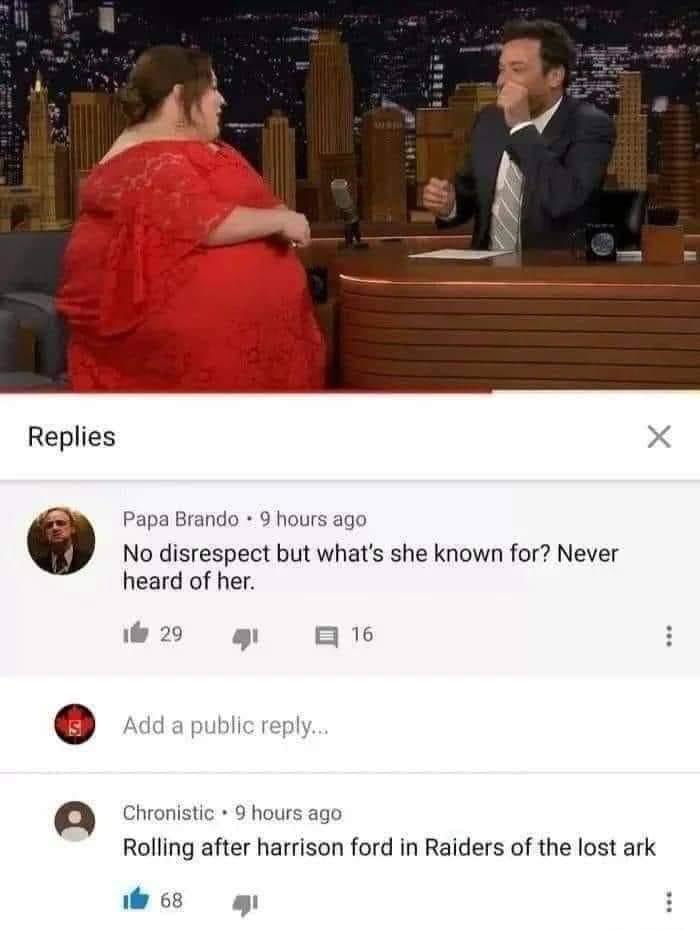 Replies
Papa Brando • 9 hours ago
No disrespect but what's she known for? Never
heard of her.
29
16
S
Add a public reply...
Chronistic • 9 hours ago
Rolling after harrison ford in Raiders of the lost ark
68